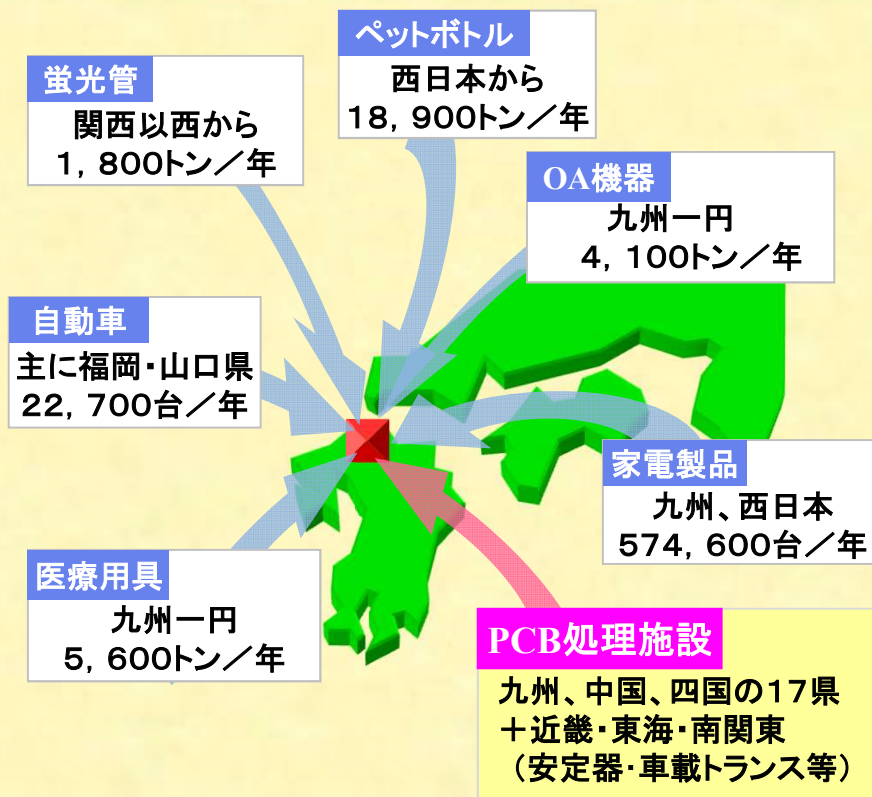 ペットボトル
西日本から
18，900トン／年
蛍光管
関西以西から
1，800トン／年
OA機器
九州一円
4，100トン／年
自動車
主に福岡・山口県
22，700台／年
家電製品
九州、西日本
574，600台／年
医療用具
九州一円
5，600トン／年
PCB処理施設
九州、中国、四国の17県
＋近畿・東海・南関東
（安定器・車載トランス等）